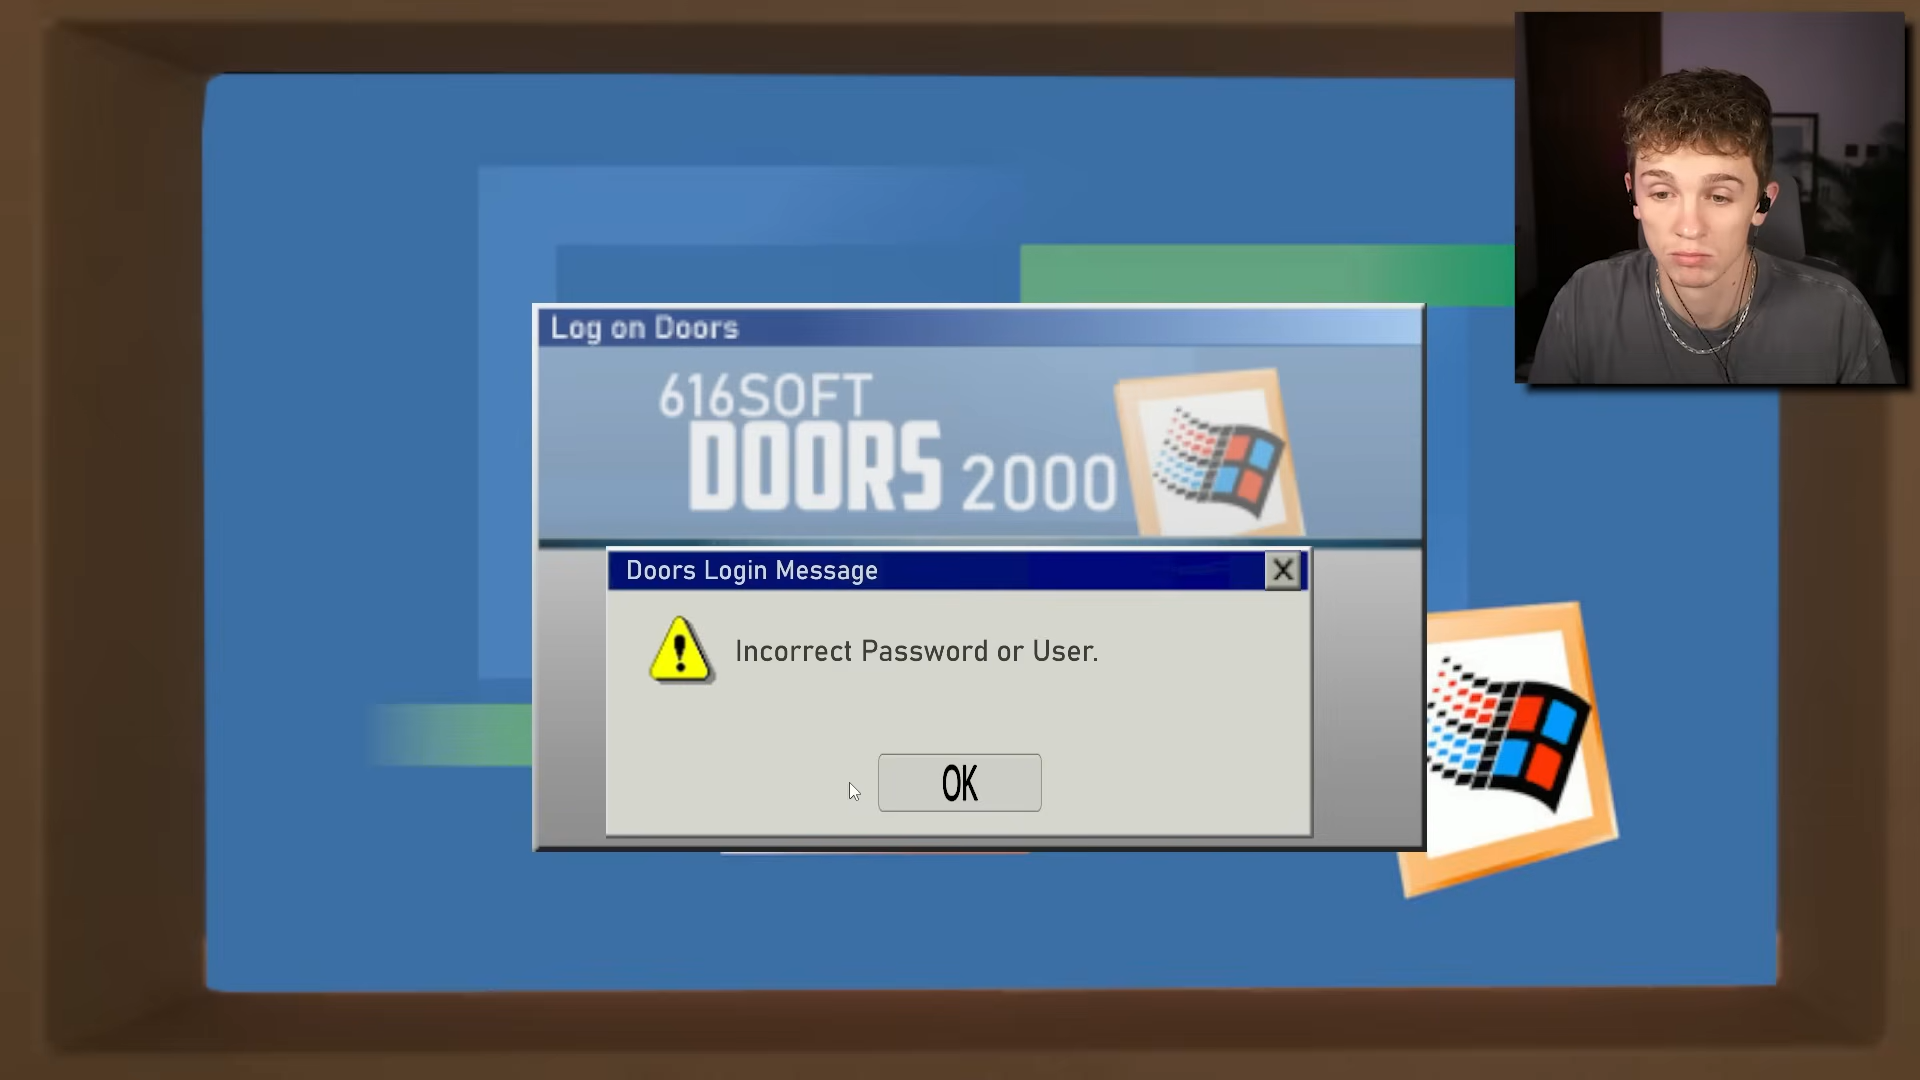 Log on Doors
616SOFT
DOORS 2000
Doors Login Message
Incorrect Password or User.
OK